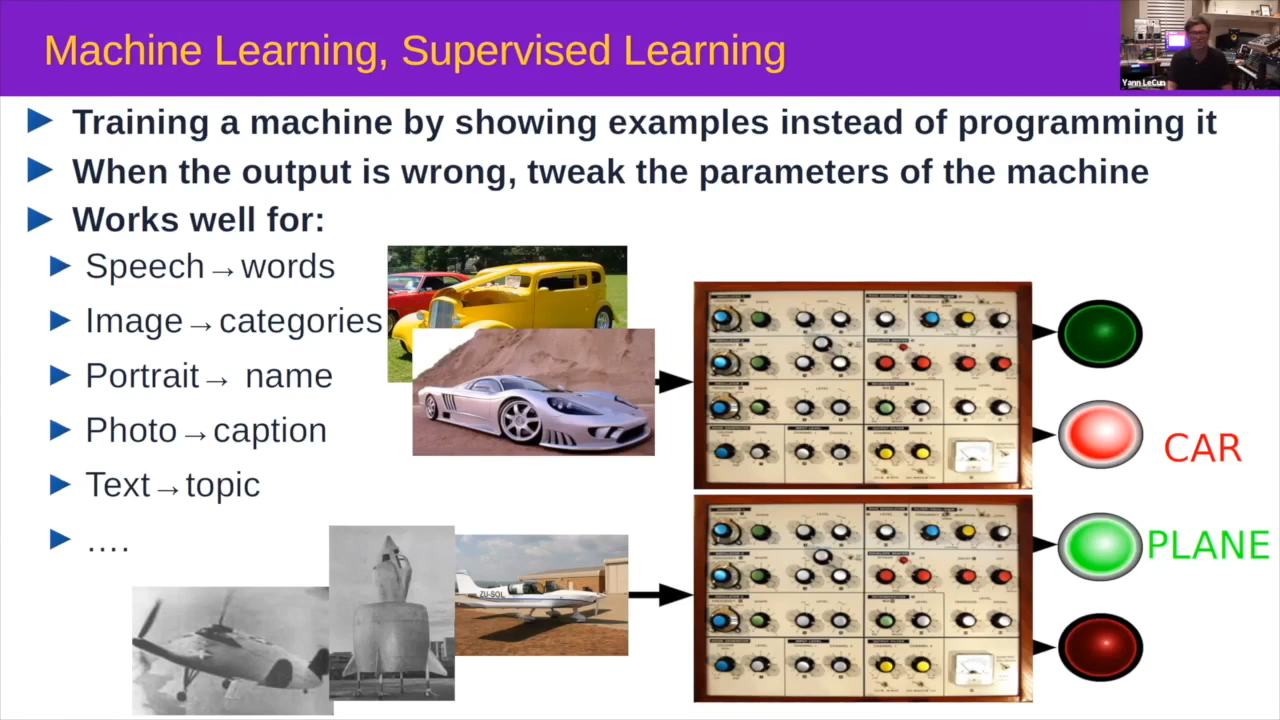 Machine Learning, Supervised Learning
Yann LeCun
Training a machine by showing examples instead of programming it
When the output is wrong, tweak the parameters of the machine
Works well for:
Speech→words
Image→categories
Portrait→ name
Photo→caption
Text→topic
....
ZU-SOL
CAR
PLANE